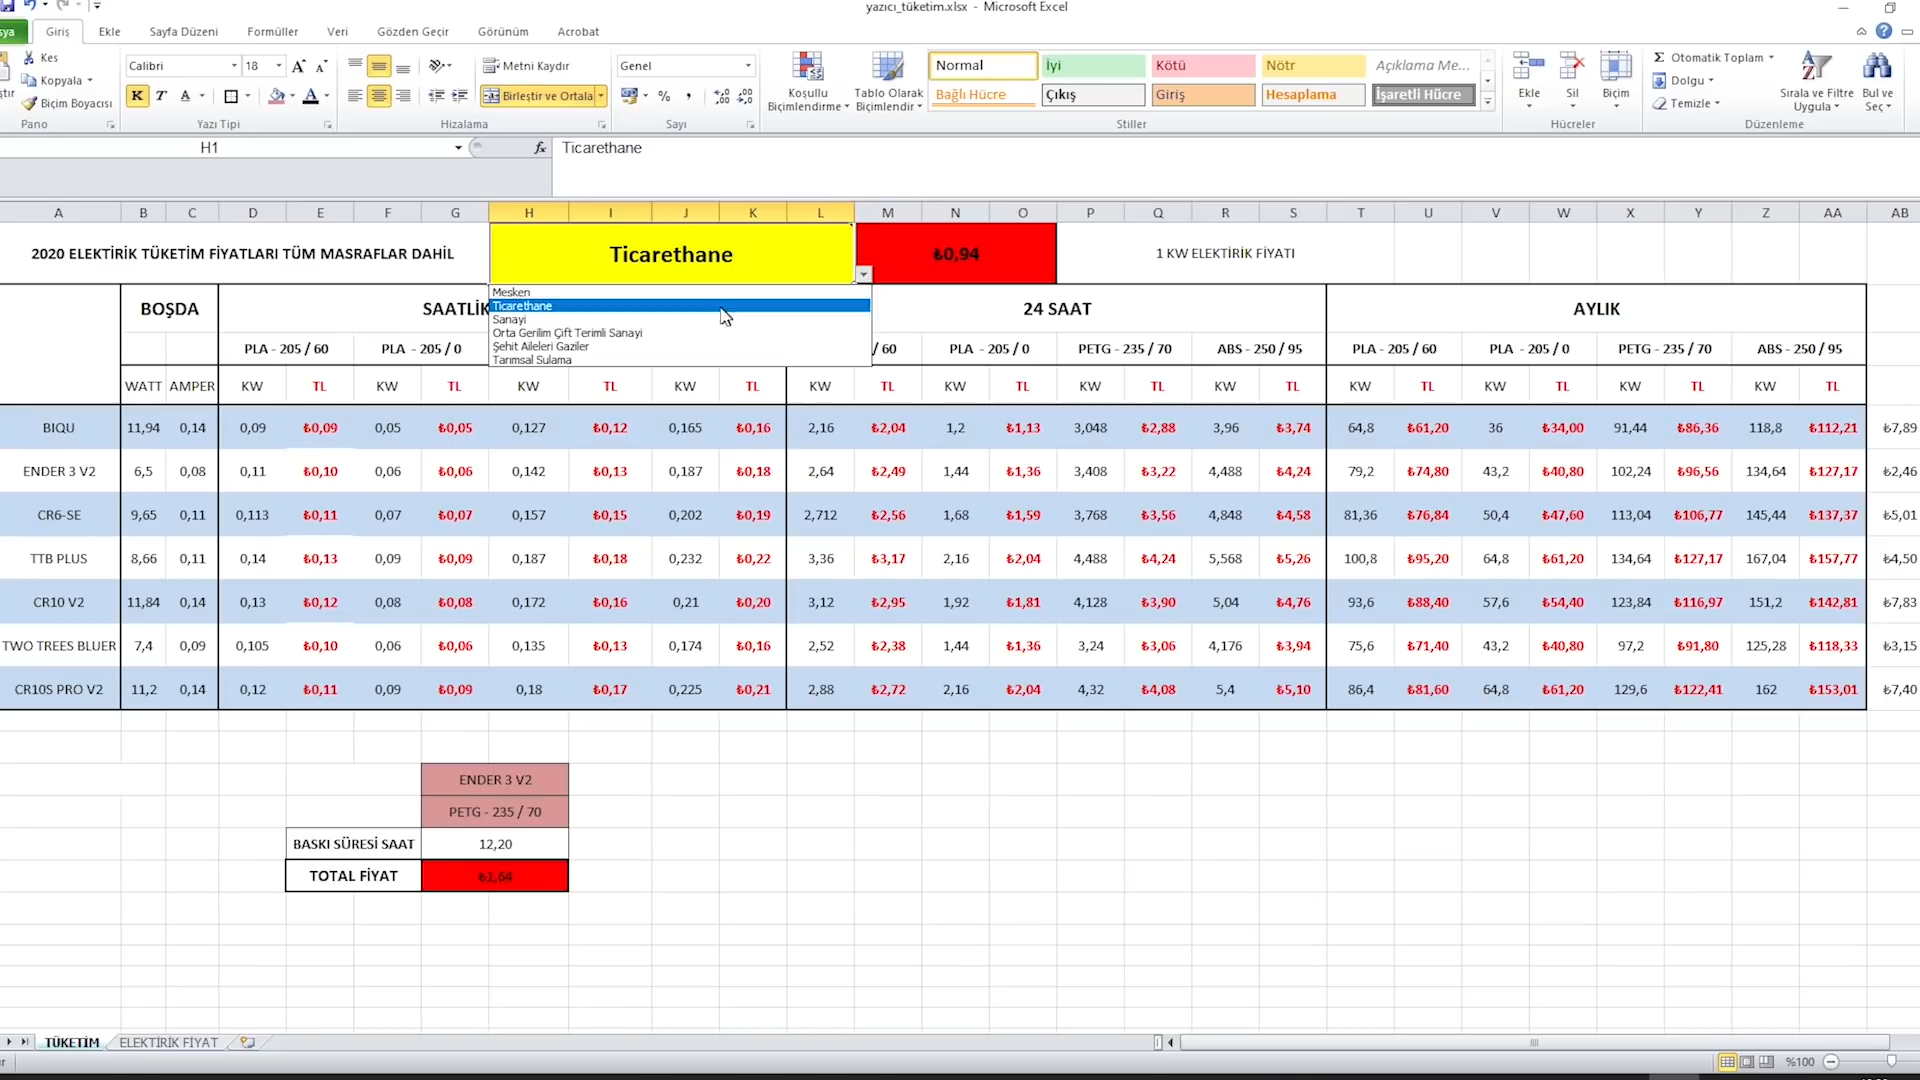 yazıcı_tüketim.xlsx - Microsoft Excel
sya Giriş Ekle Sayfa Düzeni Formüller Veri Gözden Geçir Görünüm Acrobat
Kes
Kopyala
Biçim Boyacısı
Pano
Calibri 18
K T A
Yazı Tipi
Metni Kaydır
Birleştir ve Ortala
Hizalama
Genel
Sayı
Koşullu Biçimlendirme
Tablo Olarak Biçimlendir
Normal İyi Kötü Nötr Açıklama Me...
Bağlı Hücre Çıkış Giriş Hesaplama İşaretli Hücre
Stiller
Ekle Sil Biçim
Hücreler
Σ Otomatik Toplam
Dolgu
Temizle
Sırala ve Filtre Uygula
Bul ve Seç
Düzenleme
H1 fx Ticarethane
A B C D E F G H I J K L M N O P Q R S T U V W X Y Z AA AB
2020 ELEKTİRİK TÜKETİM FİYATLARI TÜM MASRAFLAR DAHİL Ticarethane ₺0,94 1 KW ELEKTİRİK FİYATI
Mesken
Ticarethane
Sanayi
Orta Gerilim Çift Terimli Sanayi
Şehit Aileleri Gaziler
Tarımsal Sulama
BOŞDA SAATLİK 24 SAAT AYLIK
PLA - 205 / 60 PLA - 205 / 0 / 60 PLA - 205 / 0 PETG - 235 / 70 ABS - 250 / 95 PLA - 205 / 60 PLA - 205 / 0 PETG - 235 / 70 ABS - 250 / 95
WATT AMPER KW TL KW TL KW TL KW TL KW TL KW TL KW TL KW TL KW TL KW TL KW TL KW TL
BIQU 11,94 0,14 0,09 ₺0,09 0,05 ₺0,05 0,127 ₺0,12 0,165 ₺0,16 2,16 ₺2,04 1,2 ₺1,13 3,048 ₺2,88 3,96 ₺3,74 64,8 ₺61,20 36 ₺34,00 91,44 ₺86,36 118,8 ₺112,21 ₺7,89
ENDER 3 V2 6,5 0,08 0,11 ₺0,10 0,06 ₺0,06 0,142 ₺0,13 0,187 ₺0,18 2,64 ₺2,49 1,44 ₺1,36 3,408 ₺3,22 4,488 ₺4,24 79,2 ₺74,80 43,2 ₺40,80 102,24 ₺96,56 134,64 ₺127,17 ₺2,46
CR6-SE 9,65 0,11 0,113 ₺0,11 0,07 ₺0,07 0,157 ₺0,15 0,202 ₺0,19 2,712 ₺2,56 1,68 ₺1,59 3,768 ₺3,56 4,848 ₺4,58 81,36 ₺76,84 50,4 ₺47,60 113,04 ₺106,77 145,44 ₺137,37 ₺5,01
TTB PLUS 8,66 0,11 0,14 ₺0,13 0,09 ₺0,09 0,187 ₺0,18 0,232 ₺0,22 3,36 ₺3,17 2,16 ₺2,04 4,488 ₺4,24 5,568 ₺5,26 100,8 ₺95,20 64,8 ₺61,20 134,64 ₺127,17 167,04 ₺157,77 ₺4,50
CR10 V2 11,84 0,14 0,13 ₺0,12 0,08 ₺0,08 0,172 ₺0,16 0,21 ₺0,20 3,12 ₺2,95 1,92 ₺1,81 4,128 ₺3,90 5,04 ₺4,76 93,6 ₺88,40 57,6 ₺54,40 123,84 ₺116,97 151,2 ₺142,81 ₺7,83
TWO TREES BLUER 7,4 0,09 0,105 ₺0,10 0,06 ₺0,06 0,135 ₺0,13 0,174 ₺0,16 2,52 ₺2,38 1,44 ₺1,36 3,24 ₺3,06 4,176 ₺3,94 75,6 ₺71,40 43,2 ₺40,80 97,2 ₺91,80 125,28 ₺118,33 ₺3,15
CR10S PRO V2 11,2 0,14 0,12 ₺0,11 0,09 ₺0,09 0,18 ₺0,17 0,225 ₺0,21 2,88 ₺2,72 2,16 ₺2,04 4,32 ₺4,08 5,4 ₺5,10 86,4 ₺81,60 64,8 ₺61,20 129,6 ₺122,41 162 ₺153,01 ₺7,40
ENDER 3 V2
PETG - 235 / 70
BASKI SÜRESİ SAAT 12,20
TOTAL FİYAT ₺1,64
TÜKETİM ELEKTİRİK FİYAT
%100